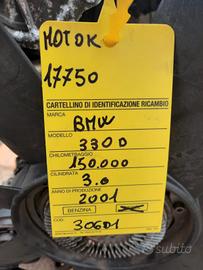 MOTOR
17750
CARTELLINO DI IDENTIFICAZIONE RICAMBIO
MARCA
BMW
MODELLO
330D
CHILOMETRAGGIO
150.000
CILINDRATA
3.0
ANNO DI PRODUZIONE
2001
BENZINA
COD.
306D1
subito